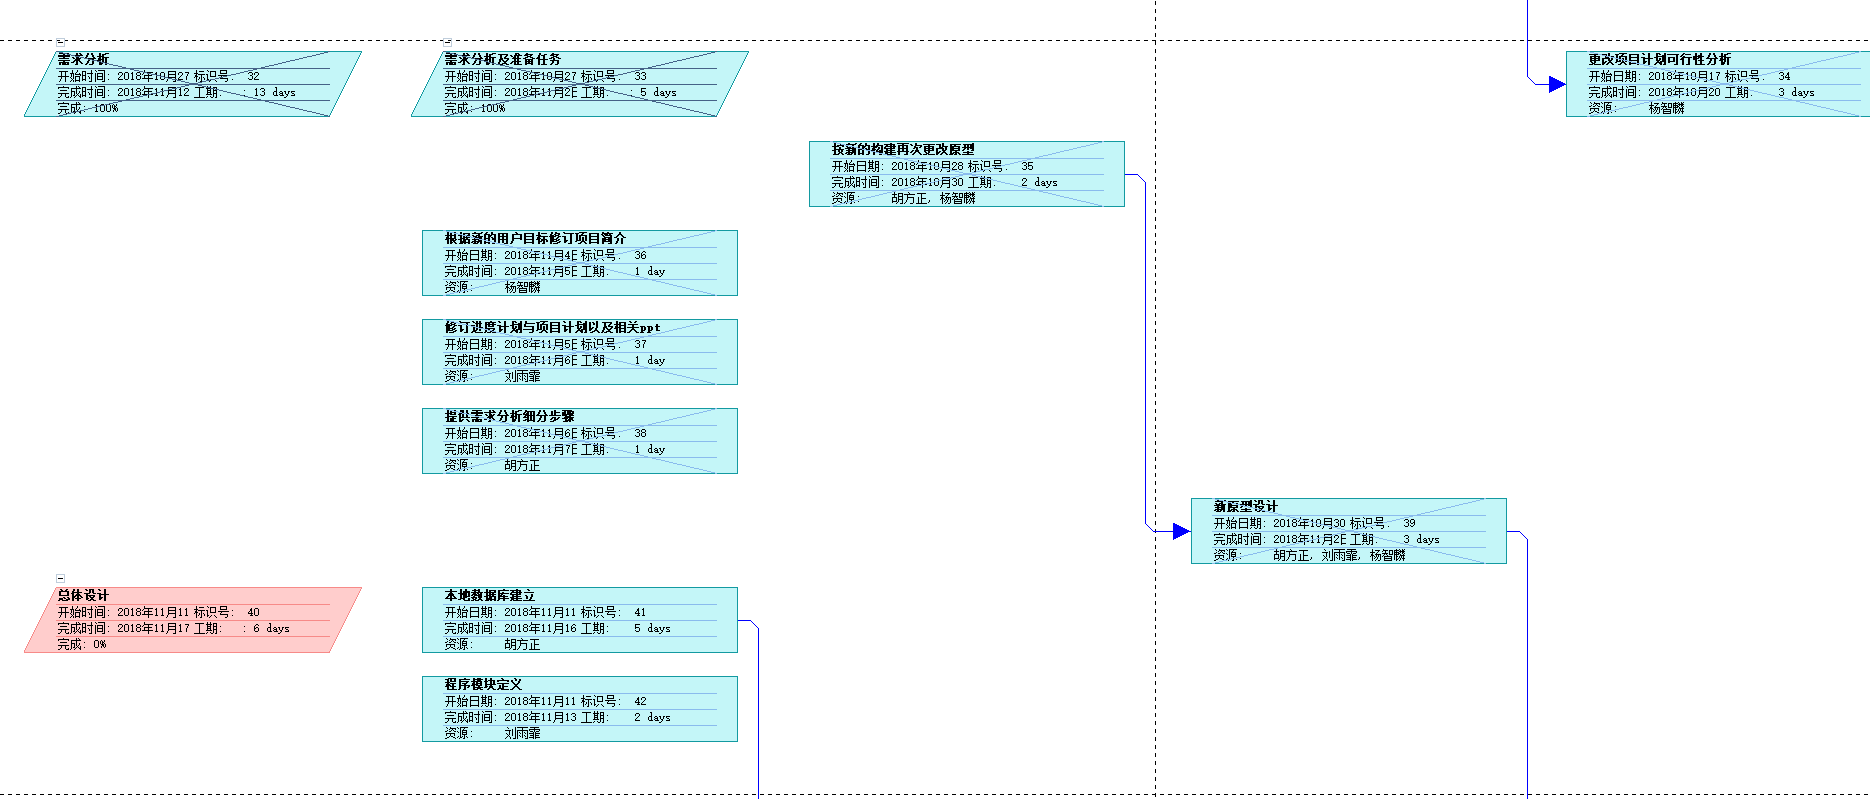 需求分析
开始时间: 2018年10月27 标识号: 32
完成时间: 2018年11月12 工期: : 13 days
完成: 100%
需求分析及准备任务
开始时间: 2018年10月27 标识号: 33
完成时间: 2018年11月2日 工期: : 5 days
完成: 100%
更改项目计划可行性分析
开始日期: 2018年10月17 标识号: 34
完成时间: 2018年10月20 工期: 3 days
资源: 杨智麟
按新的构建再次更改原型
开始日期: 2018年10月28 标识号: 35
完成时间: 2018年10月30 工期: 2 days
资源: 胡方正, 杨智麟
根据新的用户目标修订项目简介
开始日期: 2018年11月4日 标识号: 36
完成时间: 2018年11月5日 工期: 1 day
资源: 杨智麟
修订进度计划与项目计划以及相关ppt
开始日期: 2018年11月5日 标识号: 37
完成时间: 2018年11月6日 工期: 1 day
资源: 刘雨霏
提供需求分析细分步骤
开始日期: 2018年11月6日 标识号: 38
完成时间: 2018年11月7日 工期: 1 day
资源: 胡方正
新原型设计
开始日期: 2018年10月30 标识号: 39
完成时间: 2018年11月2日 工期: 3 days
资源: 胡方正, 刘雨霏, 杨智麟
总体设计
开始时间: 2018年11月11 标识号: 40
完成时间: 2018年11月17 工期: : 6 days
完成: 0%
本地数据库建立
开始日期: 2018年11月11 标识号: 41
完成时间: 2018年11月16 工期: 5 days
资源: 胡方正
程序模块定义
开始日期: 2018年11月11 标识号: 42
完成时间: 2018年11月13 工期: 2 days
资源: 刘雨霏